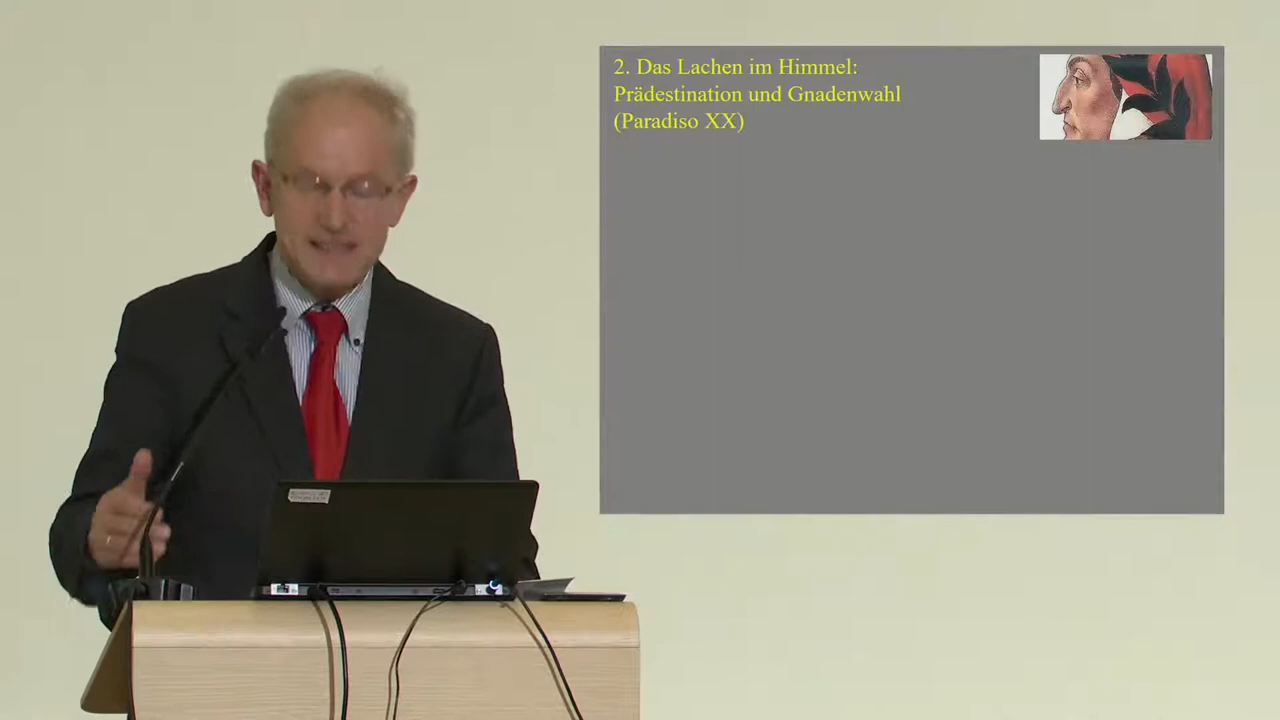 2. Das Lachen im Himmel:
Prädestination und Gnadenwahl
(Paradiso XX)